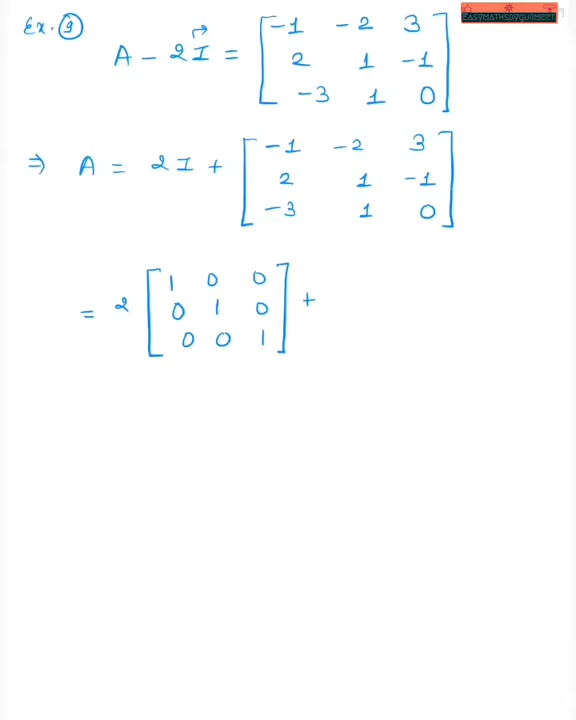 EASYMATHSBYGURMEET
Ex. 9
A - 2I = [ -1 -2 3
2 1 -1
-3 1 0 ]
⇒ A = 2I + [ -1 -2 3
2 1 -1
-3 1 0 ]
= 2 [ 1 0 0
0 1 0
0 0 1 ] +